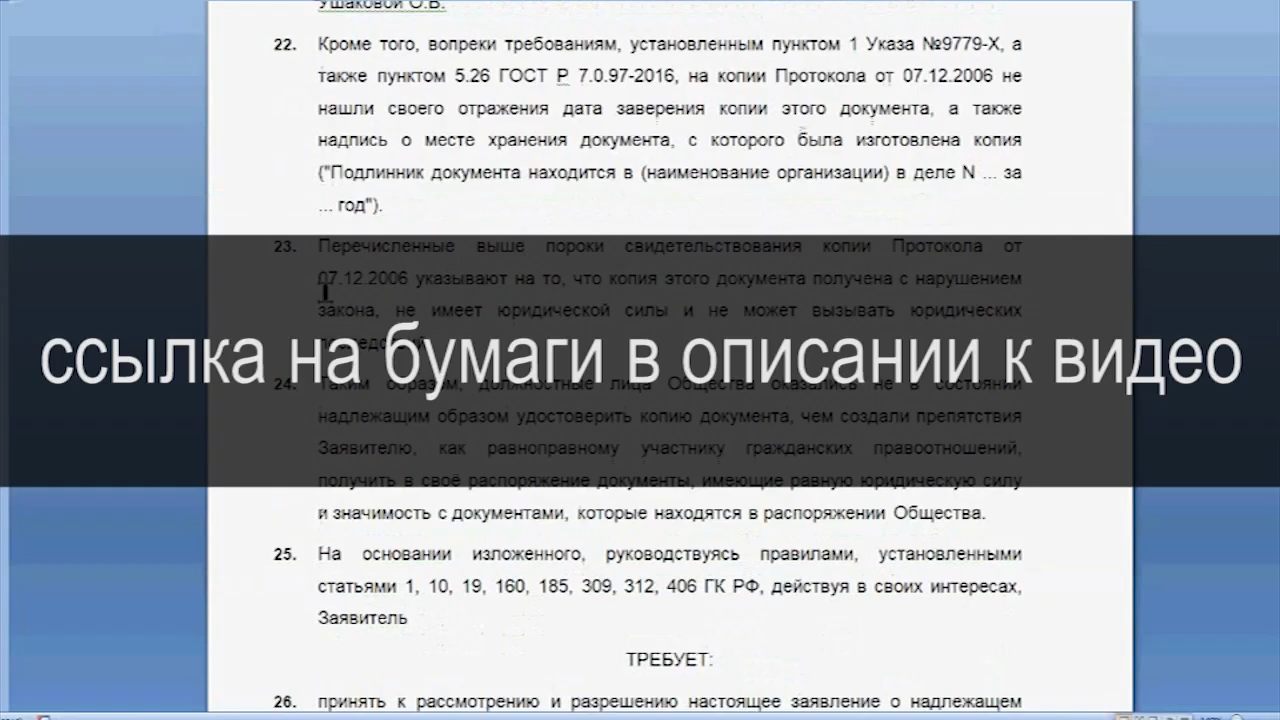 Ушаковой О.В.
22. Кроме того, вопреки требованиям, установленным пунктом 1 Указа №9779-X, а
также пунктом 5.26 ГОСТ Р 7.0.97-2016, на копии Протокола от 07.12.2006 не
нашли своего отражения дата заверения копии этого документа, а также
надпись о месте хранения документа, с которого была изготовлена копия
("Подлинник документа находится в (наименование организации) в деле N ... за
... год").
23. Перечисленные выше пороки свидетельствования копии Протокола от
07.12.2006 указывают на то, что копия этого документа получена с нарушением
закона, не имеет юридической силы и не может вызывать юридических
ссылка на бумаги в описании к видео
24. Таким образом, должностные лица Общества оказались не в состоянии
надлежащим образом удостоверить копию документа, чем создали препятствия
Заявителю, как равноправному участнику гражданских правоотношений,
получить в своё распоряжение документы, имеющие равную юридическую силу
и значимость с документами, которые находятся в распоряжении Общества.
25. На основании изложенного, руководствуясь правилами, установленными
статьями 1, 10, 19, 160, 185, 309, 312, 406 ГК РФ, действуя в своих интересах,
Заявитель
ТРЕБУЕТ:
26. принять к рассмотрению и разрешению настоящее заявление о надлежащем